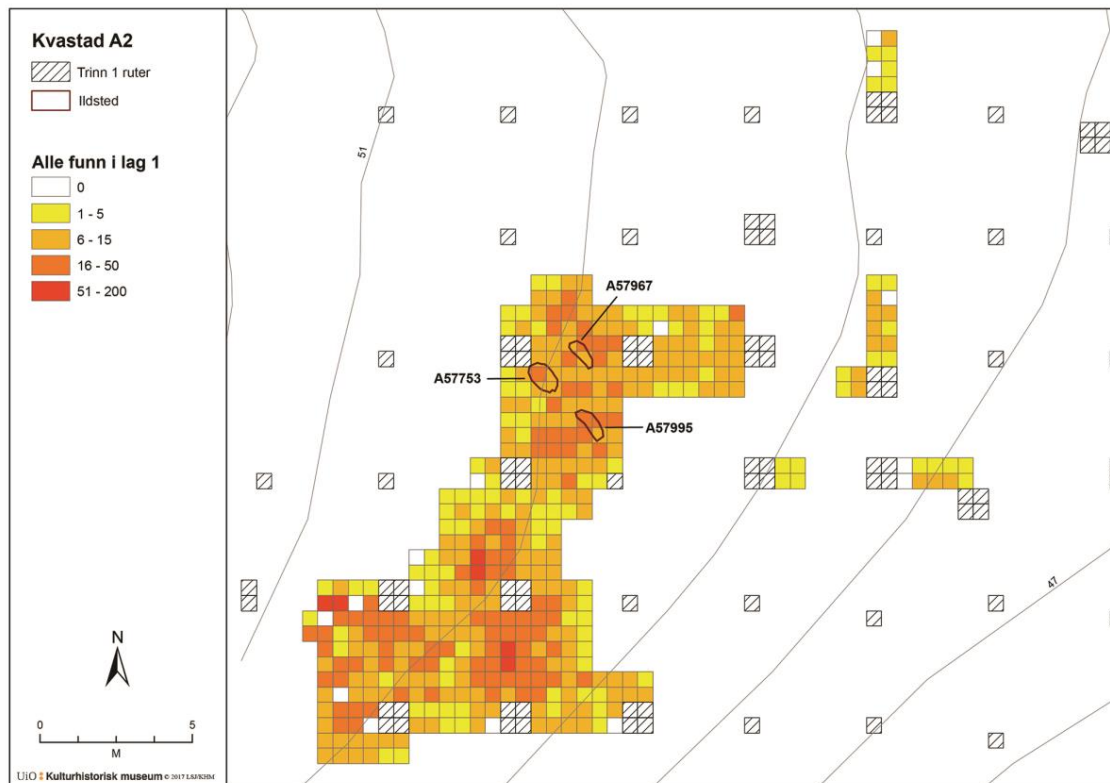 Kvastad A2
Trinn 1 ruter
Ildsted
Alle funn i lag 1
0
1 - 5
6 - 15
16 - 50
51 - 200
N
0 5
M
UiO Kulturhistorisk museum © 2017 LSJ/KHM
51
A57967
A57753
A57995
47